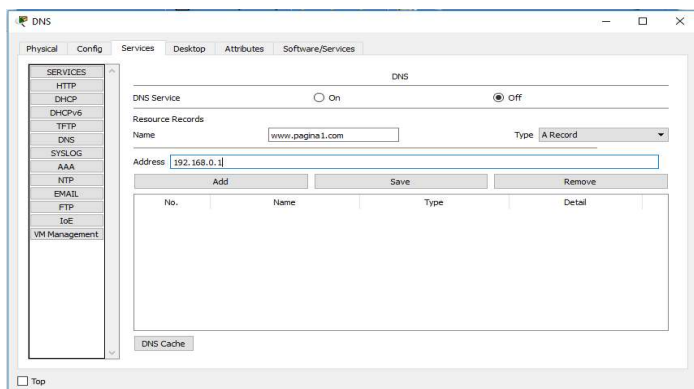 DNS
Physical Config Services Desktop Attributes Software/Services
SERVICES
HTTP
DHCP
DHCPv6
TFTP
DNS
SYSLOG
AAA
NTP
EMAIL
FTP
IoE
VM Management
DNS
DNS Service On Off
Resource Records
Name www.pagina1.com Type A Record
Address 192.168.0.1
Add Save Remove
No. Name Type Detail
DNS Cache
Top